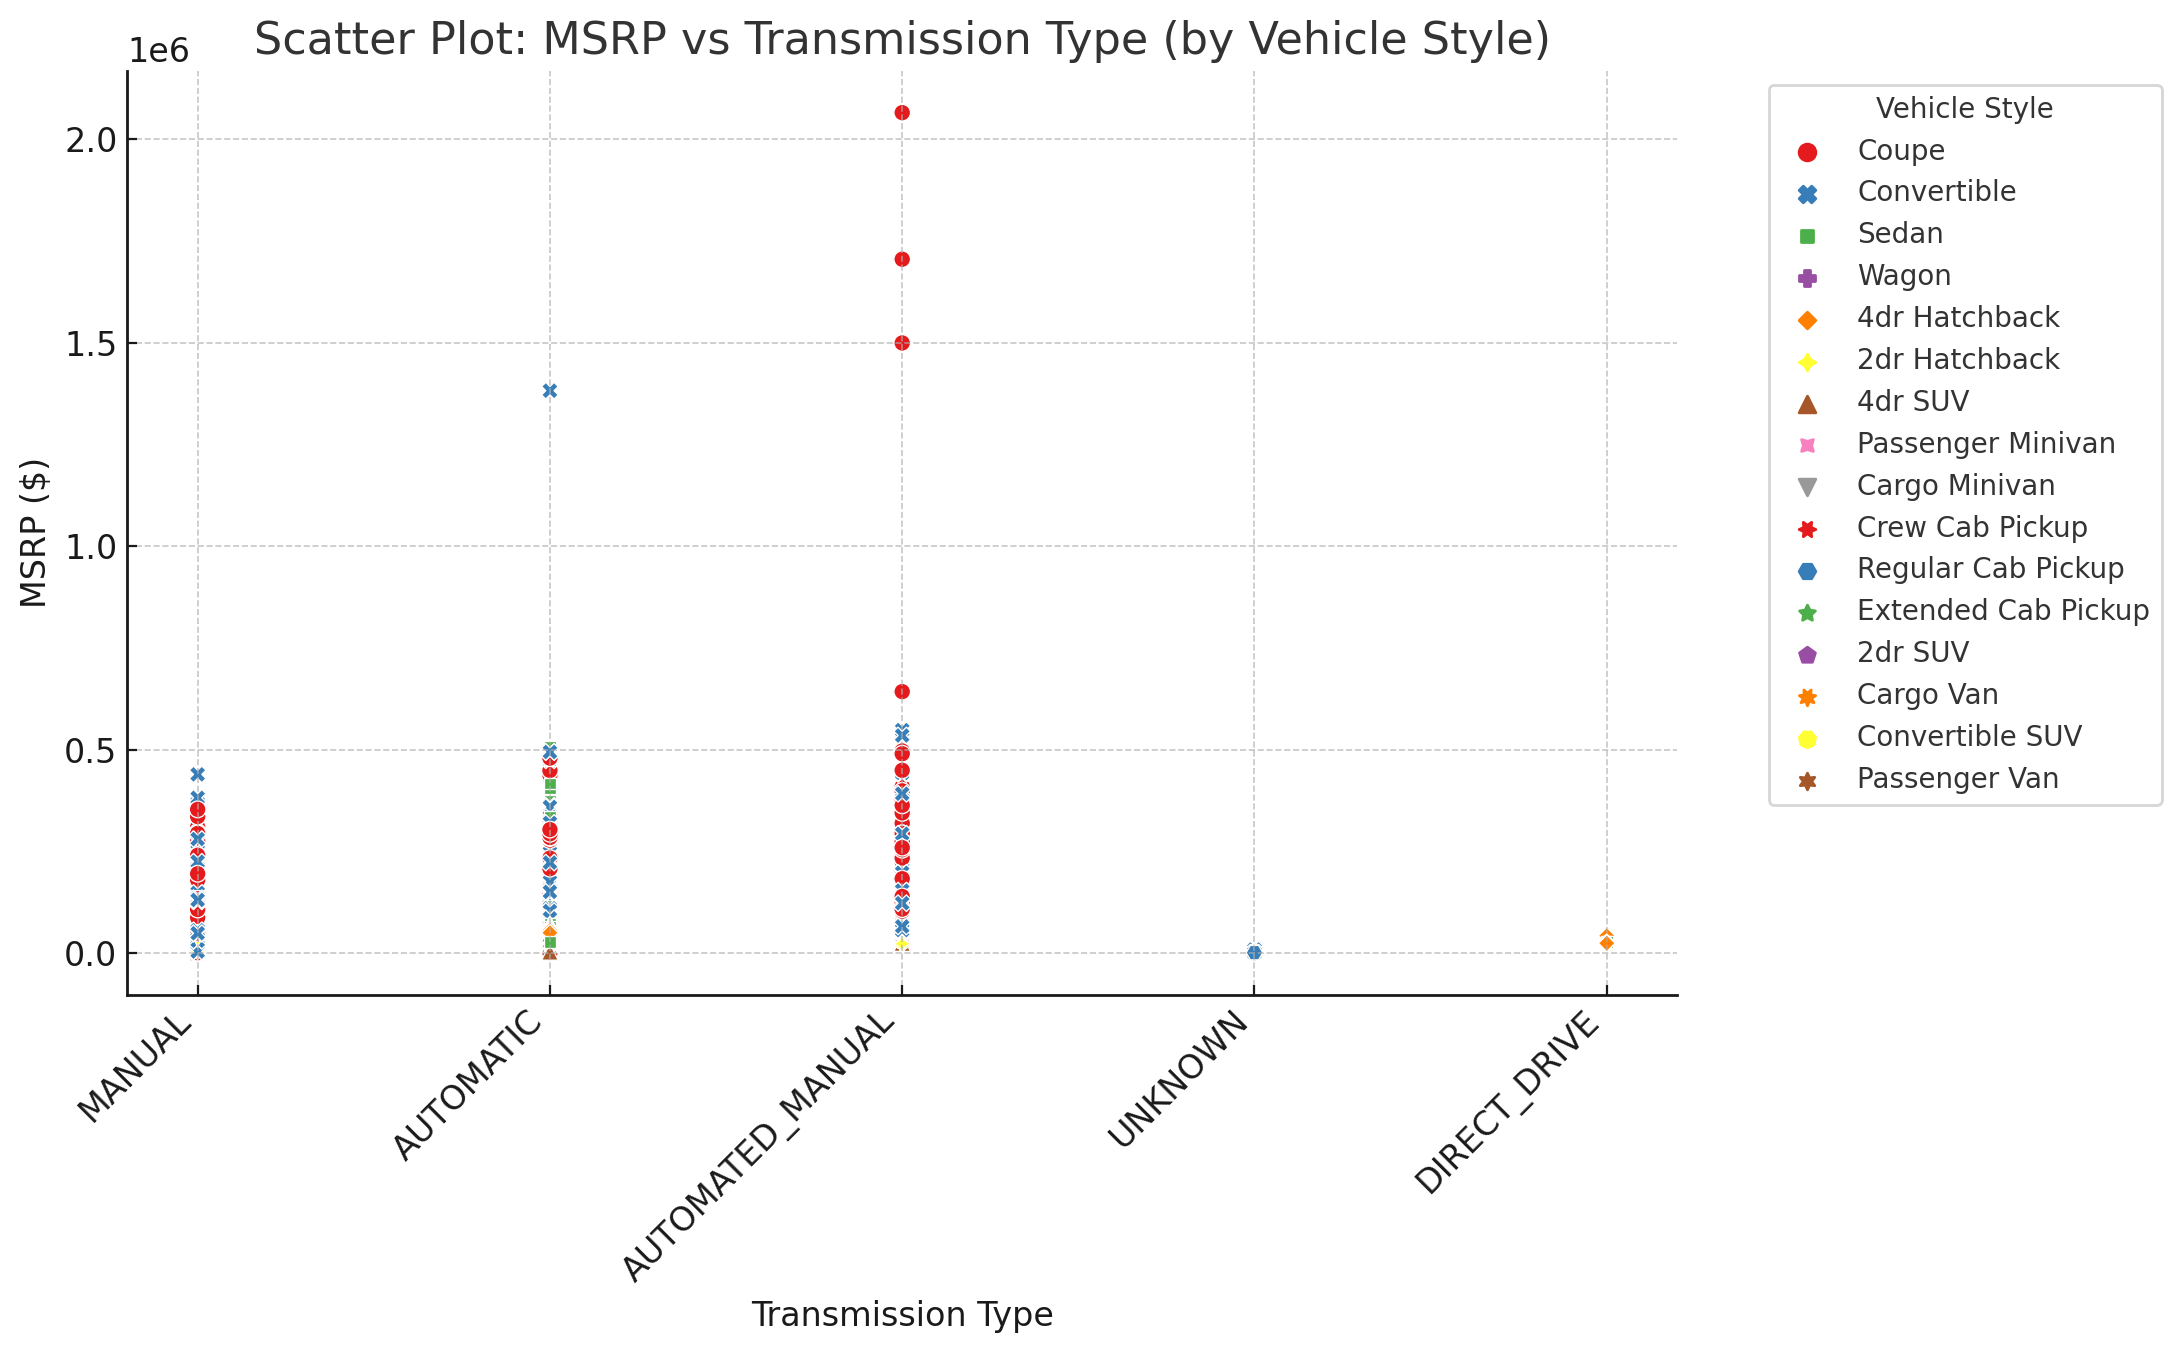 Scatter Plot: MSRP vs Transmission Type (by Vehicle Style)
1e6
2.0
1.5
1.0
0.5
0.0
MSRP ($)
MANUAL
AUTOMATIC
AUTOMATED_MANUAL
UNKNOWN
DIRECT_DRIVE
Transmission Type
Vehicle Style
Coupe
Convertible
Sedan
Wagon
4dr Hatchback
2dr Hatchback
4dr SUV
Passenger Minivan
Cargo Minivan
Crew Cab Pickup
Regular Cab Pickup
Extended Cab Pickup
2dr SUV
Cargo Van
Convertible SUV
Passenger Van